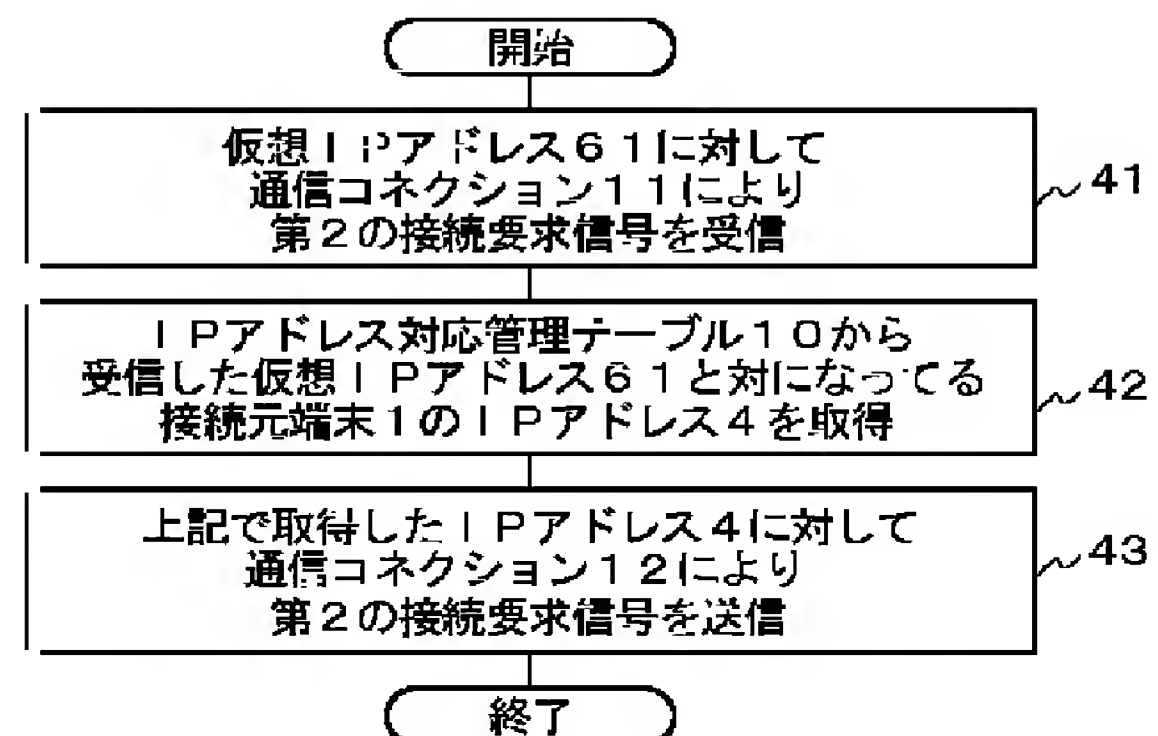 開始
仮想IPアドレス61に対して
通信コネクション11により
第2の接続要求信号を受信
41
IPアドレス対応管理テーブル10から
受信した仮想IPアドレス61と対になってる
接続元端末1のIPアドレス4を取得
42
上記で取得したIPアドレス4に対して
通信コネクション12により
第2の接続要求信号を送信
43
終了